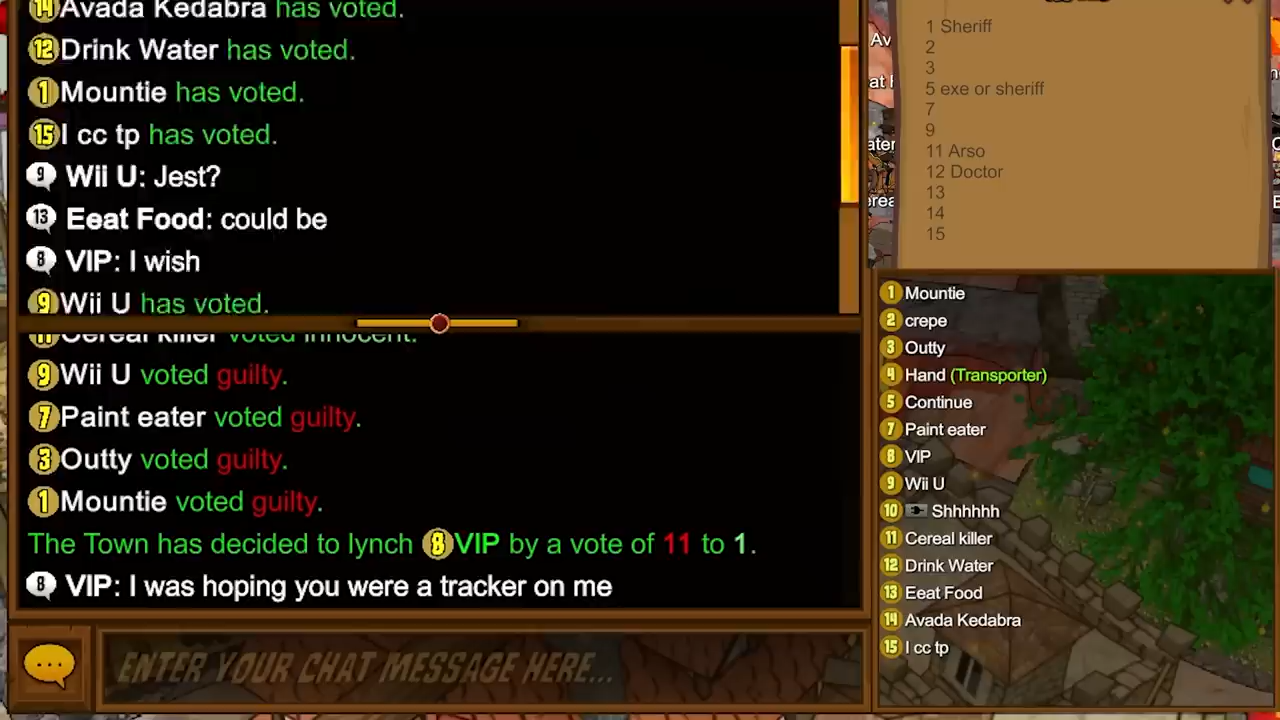 14 Avada Kedabra has voted.
12 Drink Water has voted.
1 Mountie has voted.
15 I cc tp has voted.
9 Wii U: Jest?
13 Eeat Food: could be
8 VIP: I wish
9 Wii U has voted.
11 Cereal killer voted innocent.
9 Wii U voted guilty.
7 Paint eater voted guilty.
3 Outty voted guilty.
1 Mountie voted guilty.
The Town has decided to lynch 8 VIP by a vote of 11 to 1.
8 VIP: I was hoping you were a tracker on me
ENTER YOUR CHAT MESSAGE HERE...
1 Sheriff
2
3
5 exe or sheriff
7
9
11 Arso
12 Doctor
13
14
15
1 Mountie
2 crepe
3 Outty
4 Hand (Transporter)
5 Continue
7 Paint eater
8 VIP
9 Wii U
10 Shhhhhh
11 Cereal killer
12 Drink Water
13 Eeat Food
14 Avada Kedabra
15 I cc tp